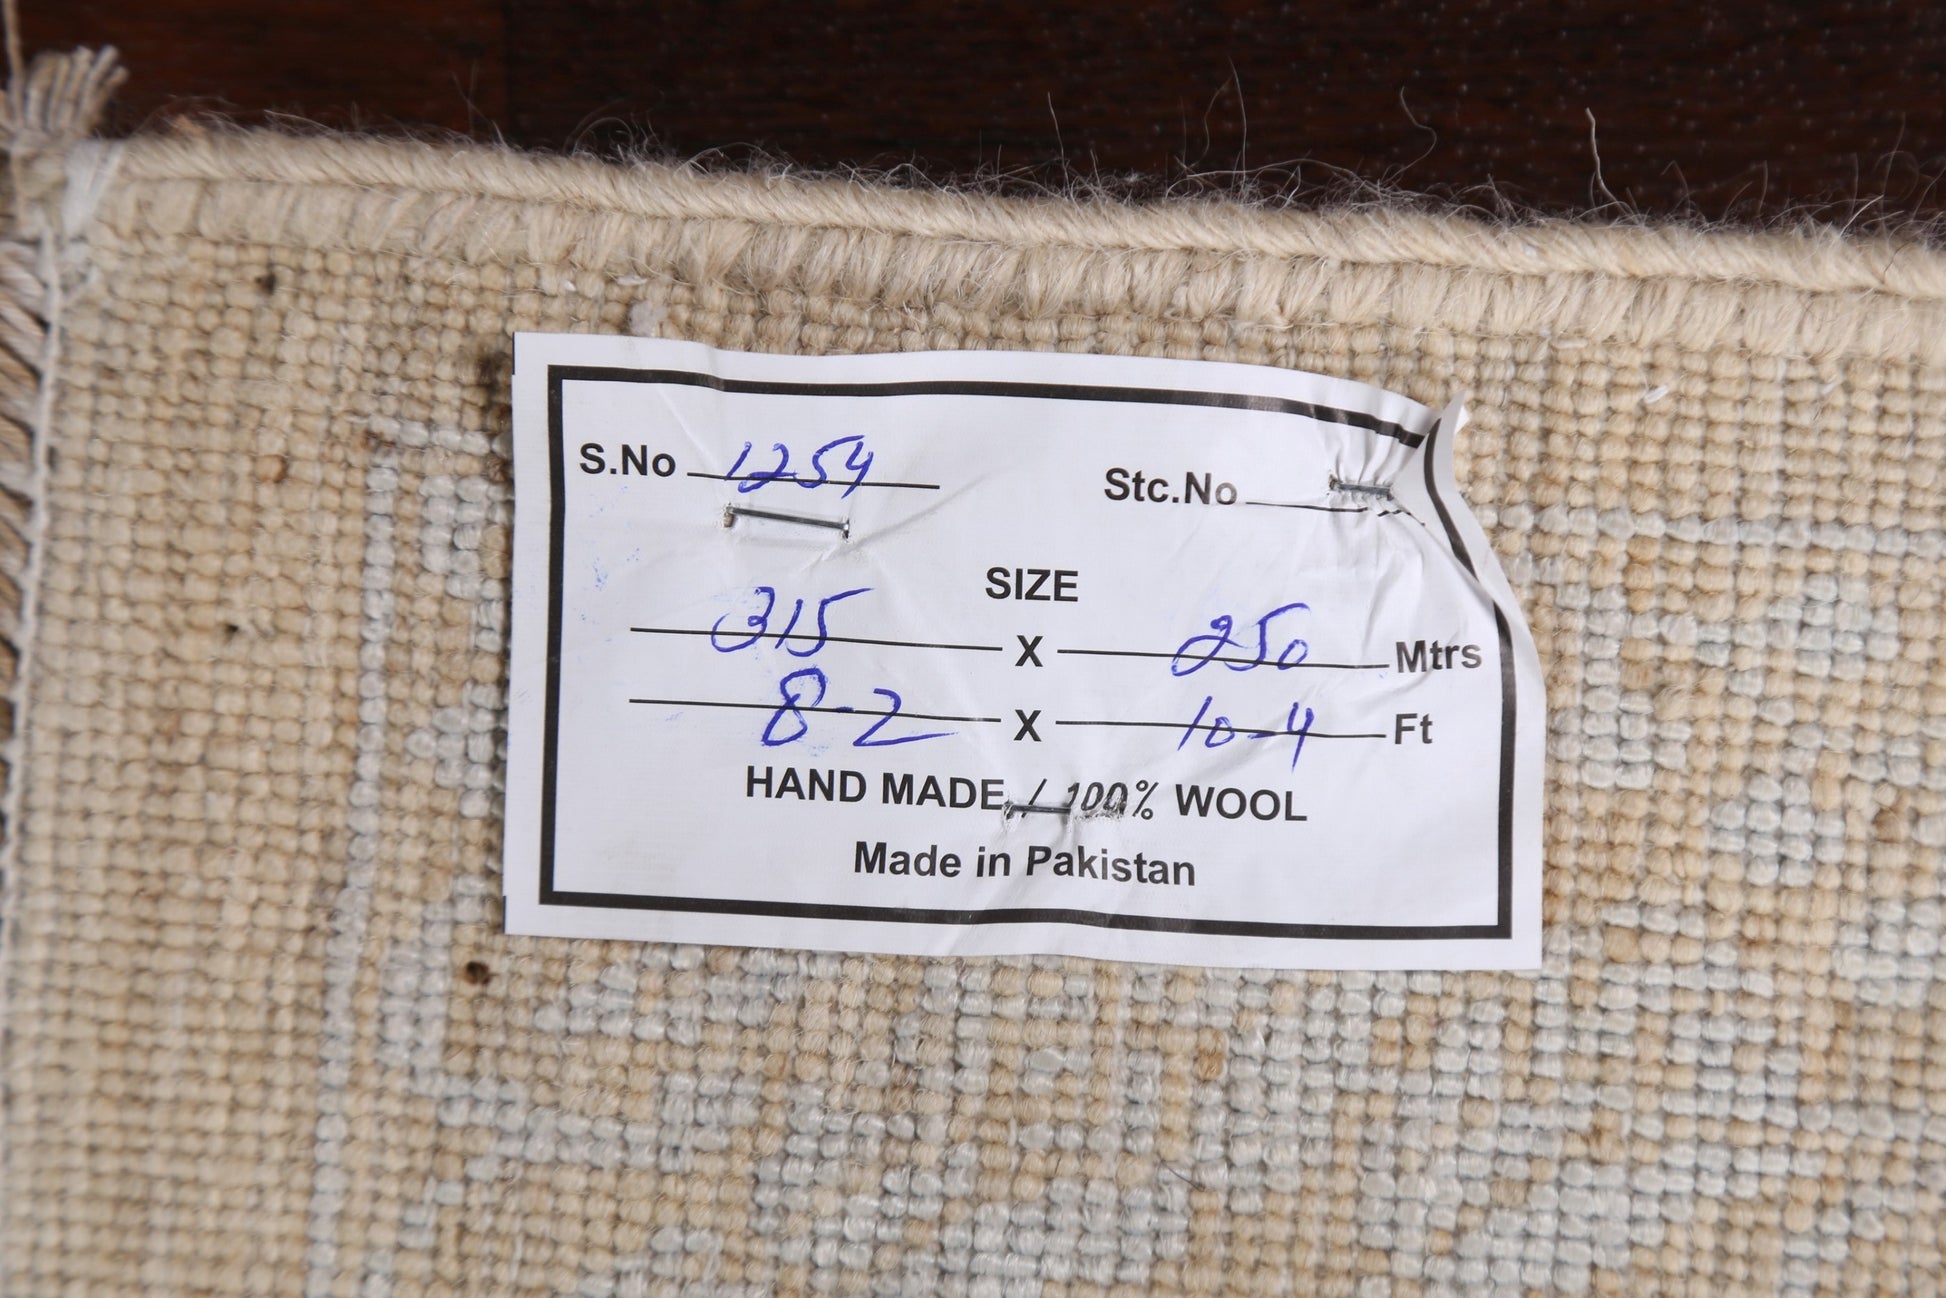 S.No 1254 Stc.No
SIZE
315 X 250 Mtrs
8-2 X 10-4 Ft
HAND MADE / 100% WOOL
Made in Pakistan